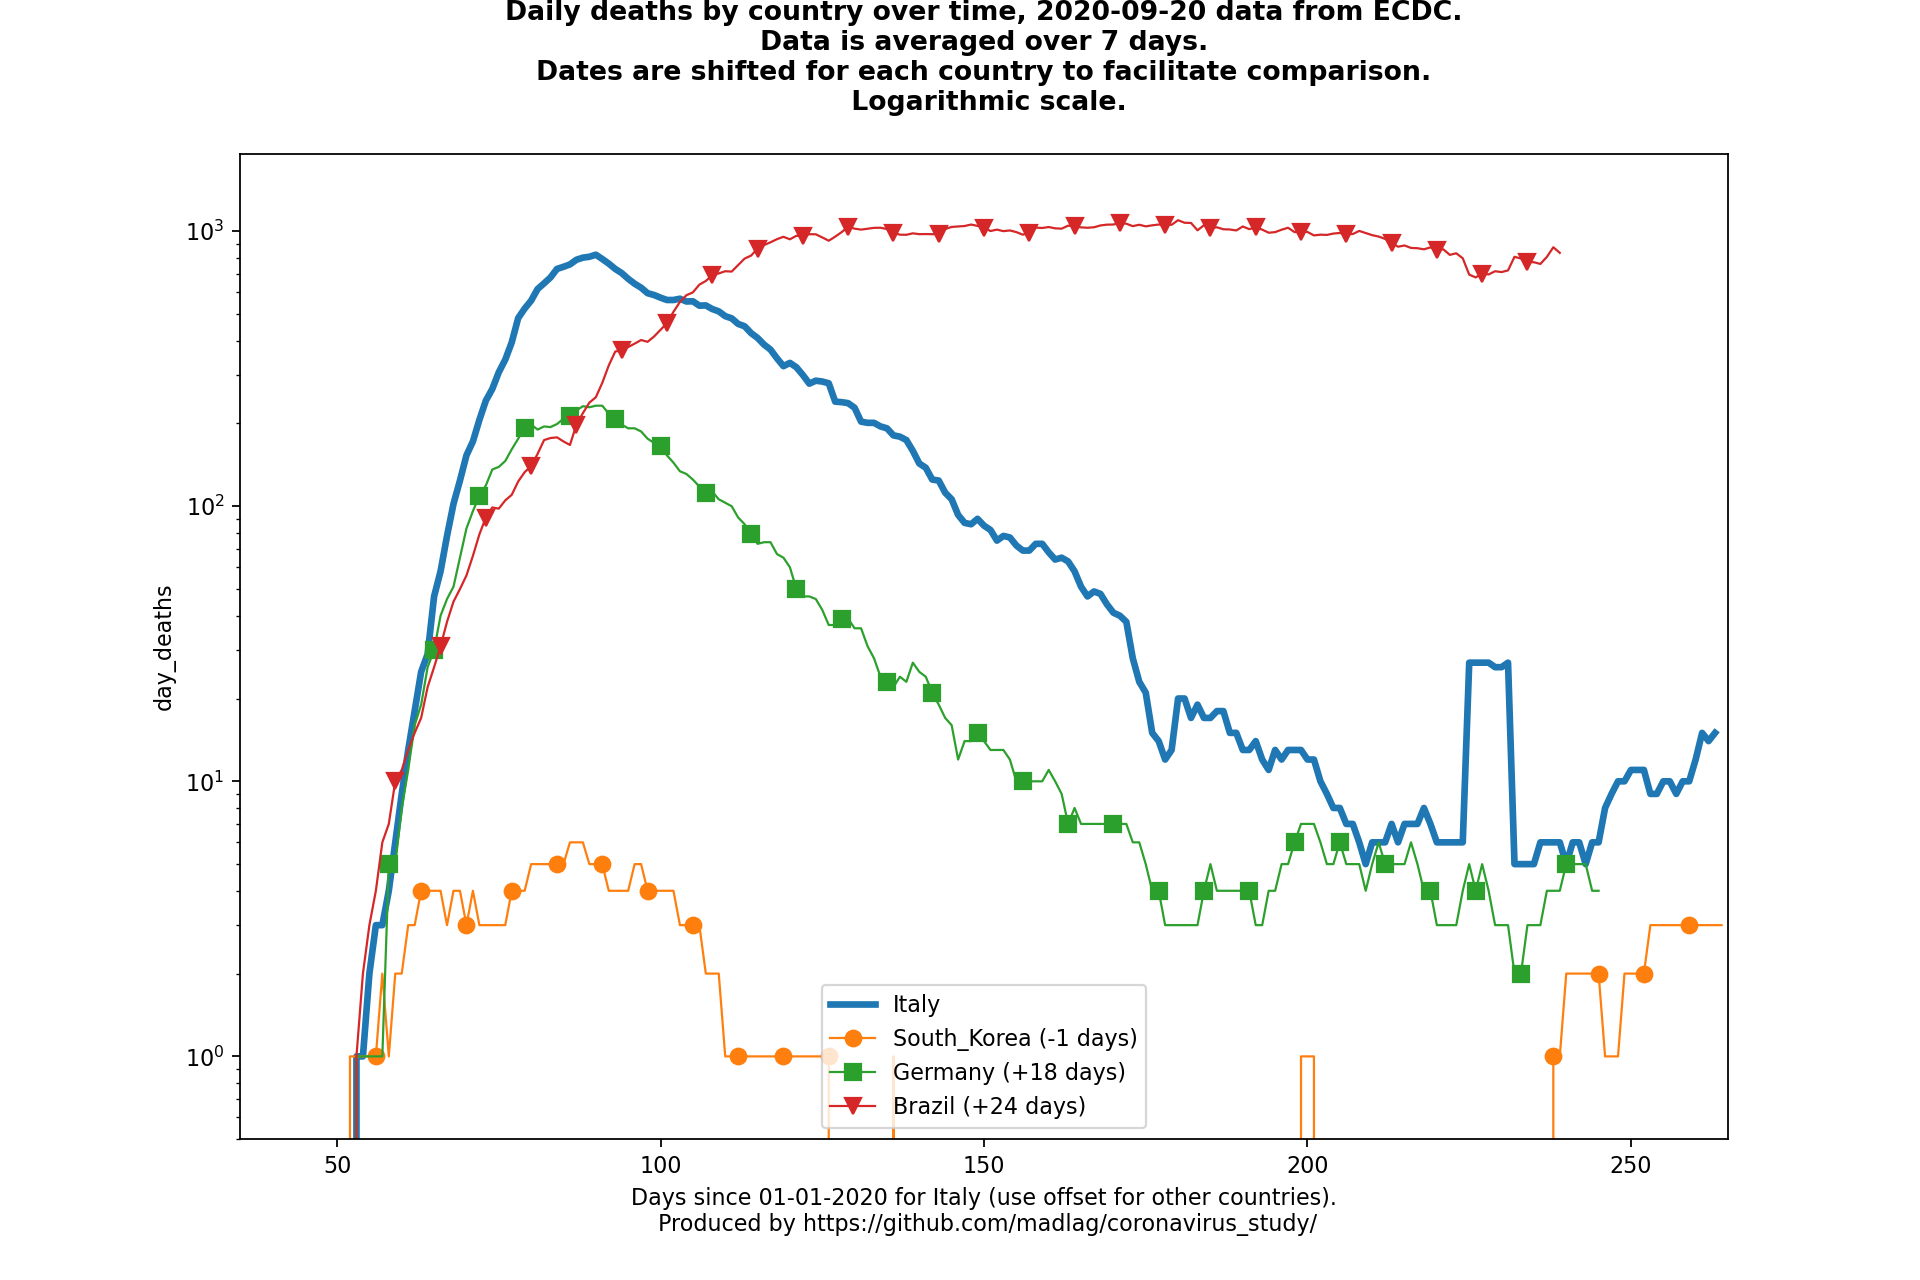 Daily deaths by country over time, 2020-09-20 data from ECDC.
Data is averaged over 7 days.
Dates are shifted for each country to facilitate comparison.
Logarithmic scale.
10³
10²
10¹
10⁰
day_deaths
Italy
South_Korea (-1 days)
Germany (+18 days)
Brazil (+24 days)
50 100 150 200 250
Days since 01-01-2020 for Italy (use offset for other countries).
Produced by https://github.com/madlag/coronavirus_study/